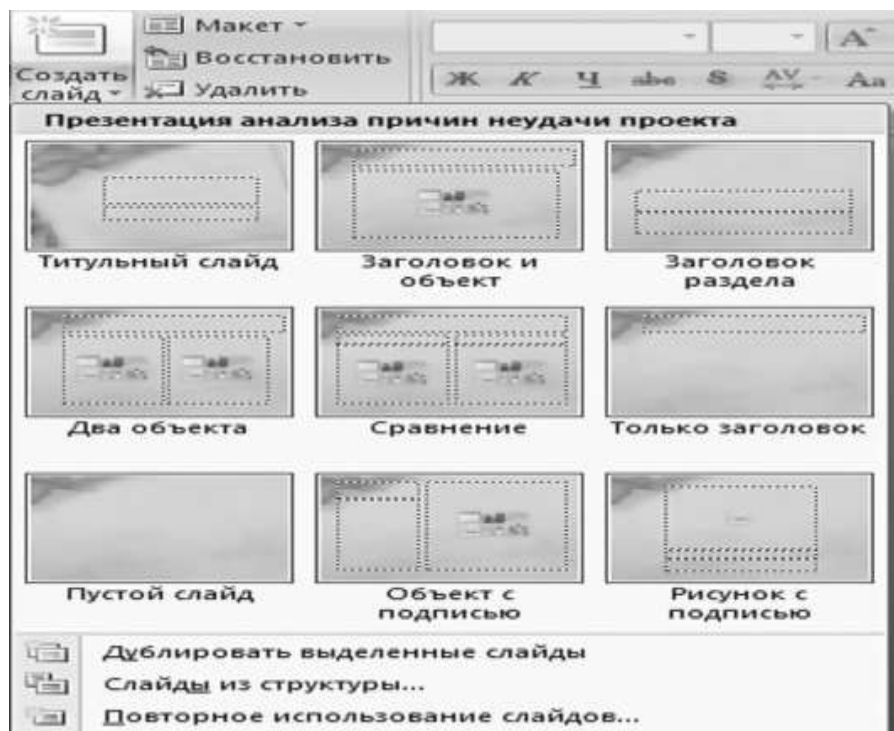 Макет
Восстановить
Удалить
Создать
слайд
Ж К Ч abc S AV Aa
A
Презентация анализа причин неудачи проекта
Титульный слайд
Заголовок и
объект
Заголовок
раздела
Два объекта
Сравнение
Только заголовок
Пустой слайд
Объект с
подписью
Рисунок с
подписью
Дублировать выделенные слайды
Слайды из структуры...
Повторное использование слайдов...